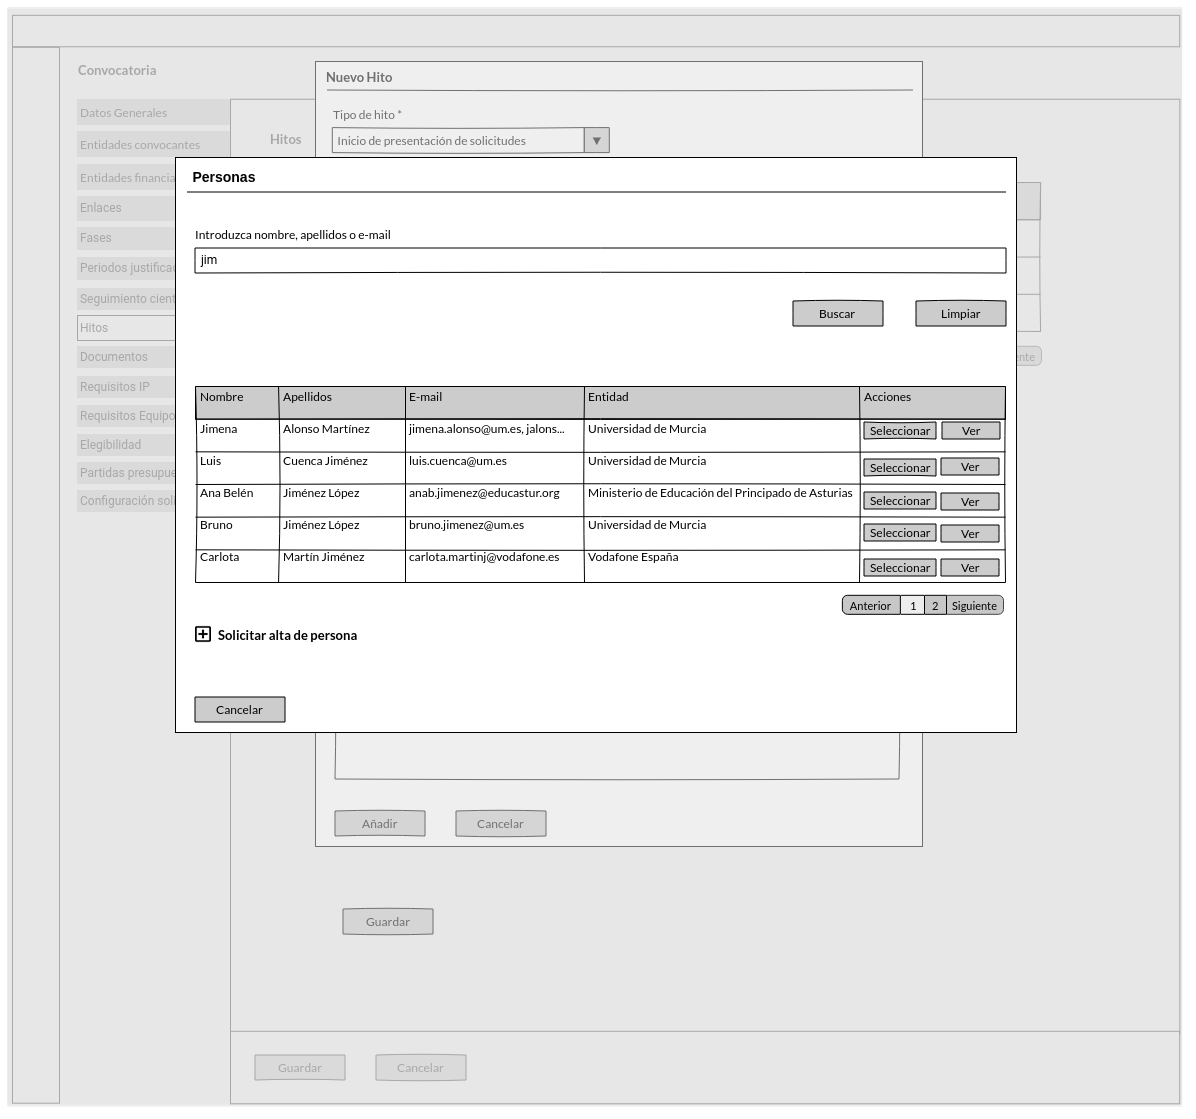 Convocatoria
Nuevo Hito
Datos Generales
Tipo de hito *
Entidades convocantes
Hitos
Inicio de presentación de solicitudes
Entidades financia
Enlaces
Fases
Periodos justificac
Seguimiento cient
Hitos
Documentos
Requisitos IP
Requisitos Equipo
Elegibilidad
Partidas presupue
Configuración soli
Personas
Introduzca nombre, apellidos o e-mail
jim
Buscar Limpiar
ente
Nombre Apellidos E-mail Entidad Acciones
Jimena Alonso Martínez jimena.alonso@um.es, jalons... Universidad de Murcia Seleccionar Ver
Luis Cuenca Jiménez luis.cuenca@um.es Universidad de Murcia Seleccionar Ver
Ana Belén Jiménez López anab.jimenez@educastur.org Ministerio de Educación del Principado de Asturias Seleccionar Ver
Bruno Jiménez López bruno.jimenez@um.es Universidad de Murcia Seleccionar Ver
Carlota Martín Jiménez carlota.martinj@vodafone.es Vodafone España Seleccionar Ver
Anterior 1 2 Siguiente
Solicitar alta de persona
Cancelar
Añadir Cancelar
Guardar
Guardar Cancelar